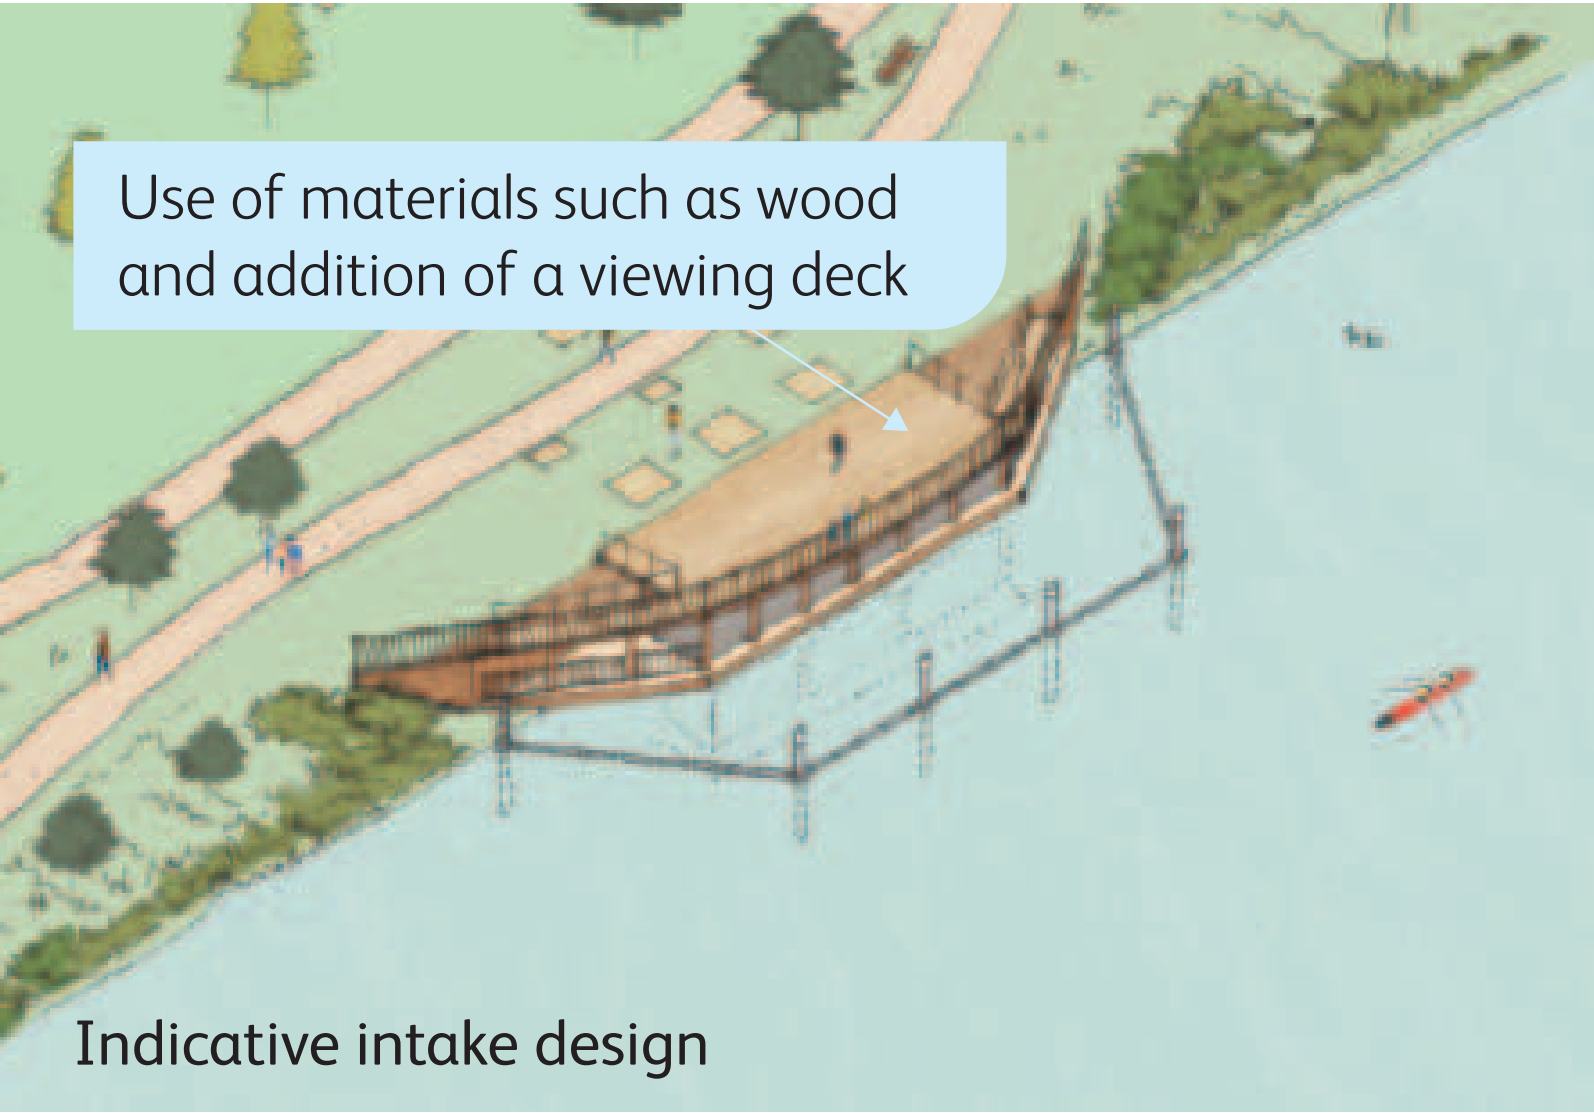 Use of materials such as wood
and addition of a viewing deck
Indicative intake design